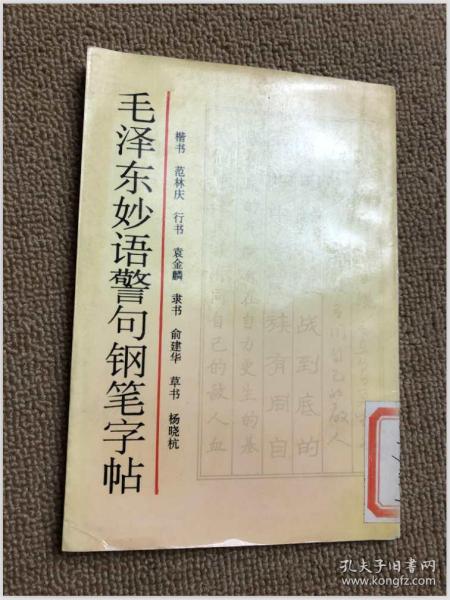 毛泽东妙语警句钢笔字帖
楷书 范林庆 行书 袁金麟 隶书 俞建华 草书 杨晓杭
战到底的
族有同自
在自力更生的基
同自己的敌人血
孔夫子旧书网
www.kongfz.com